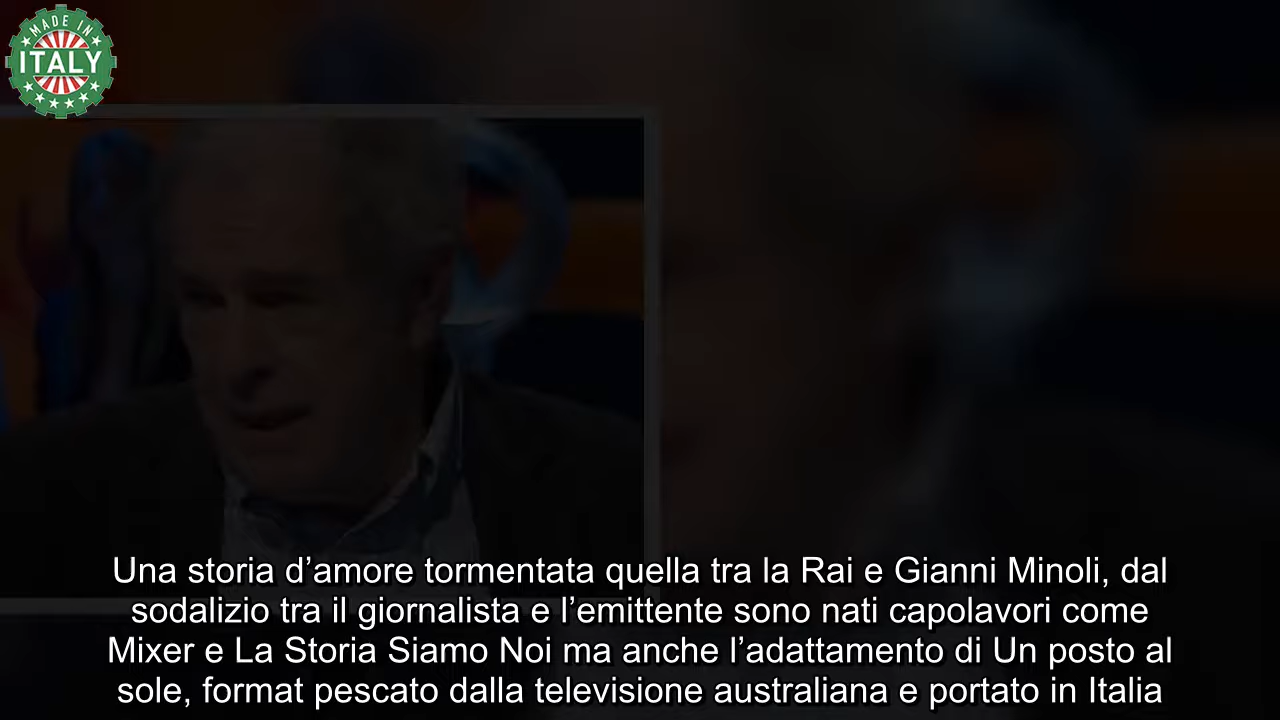 MADE IN
ITALY
Una storia d’amore tormentata quella tra la Rai e Gianni Minoli, dal
sodalizio tra il giornalista e l’emittente sono nati capolavori come
Mixer e La Storia Siamo Noi ma anche l’adattamento di Un posto al
sole, format pescato dalla televisione australiana e portato in Italia